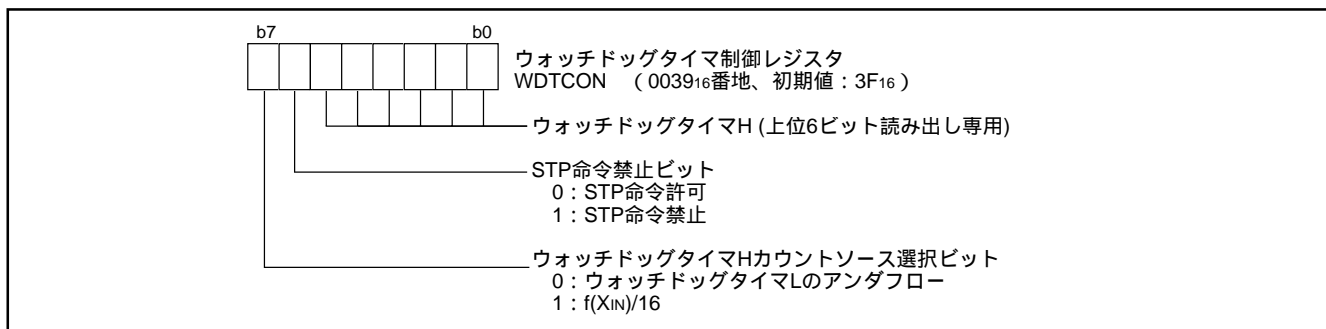 b7 b0
ウォッチドッグタイマ制御レジスタ
WDTCON （003916番地、初期値：3F16）
ウォッチドッグタイマH (上位6ビット読み出し専用)
STP命令禁止ビット
0：STP命令許可
1：STP命令禁止
ウォッチドッグタイマHカウントソース選択ビット
0：ウォッチドッグタイマLのアンダフロー
1：f(XIN)/16